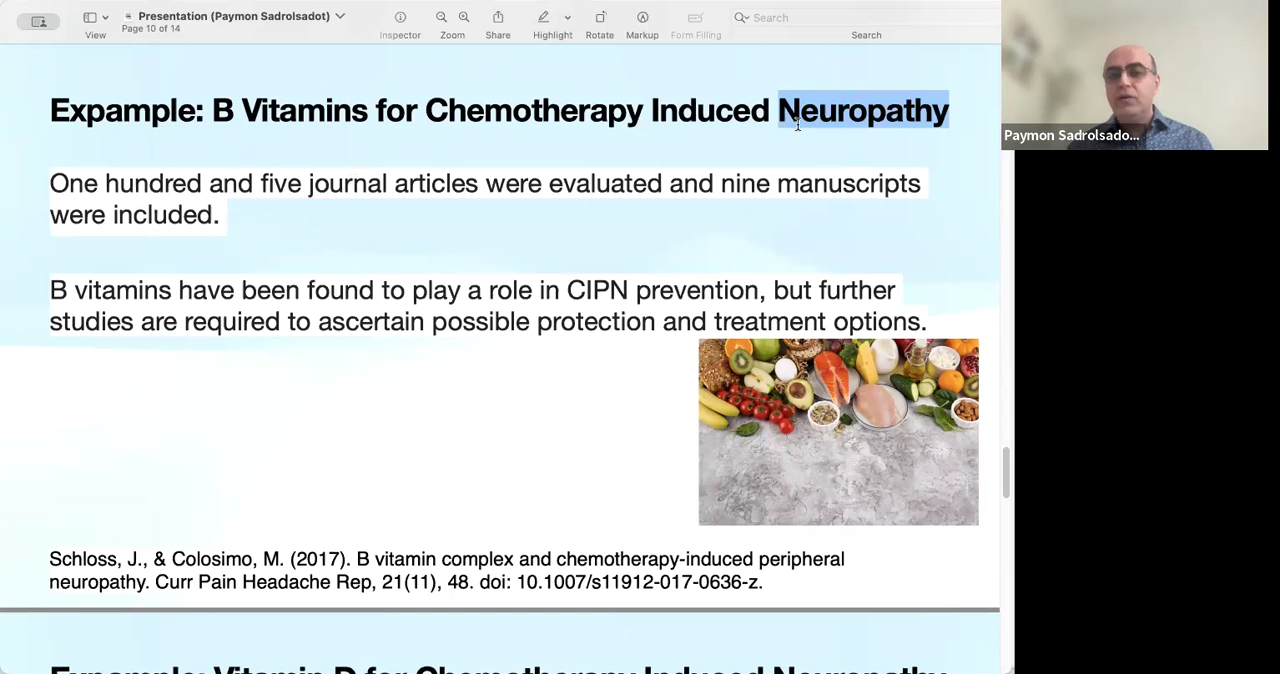 Presentation (Paymon Sadrolsadot)
Page 10 of 14
View
Inspector
Zoom
Share
Highlight
Rotate
Markup
Form Filling
Search
Search
Expample: B Vitamins for Chemotherapy Induced Neuropathy
One hundred and five journal articles were evaluated and nine manuscripts
were included.
B vitamins have been found to play a role in CIPN prevention, but further
studies are required to ascertain possible protection and treatment options.
Schloss, J., & Colosimo, M. (2017). B vitamin complex and chemotherapy-induced peripheral
neuropathy. Curr Pain Headache Rep, 21(11), 48. doi: 10.1007/s11912-017-0636-z.
Expample: Vitamin D for Chemotherapy Induced Neuropathy
Paymon Sadrolsado...